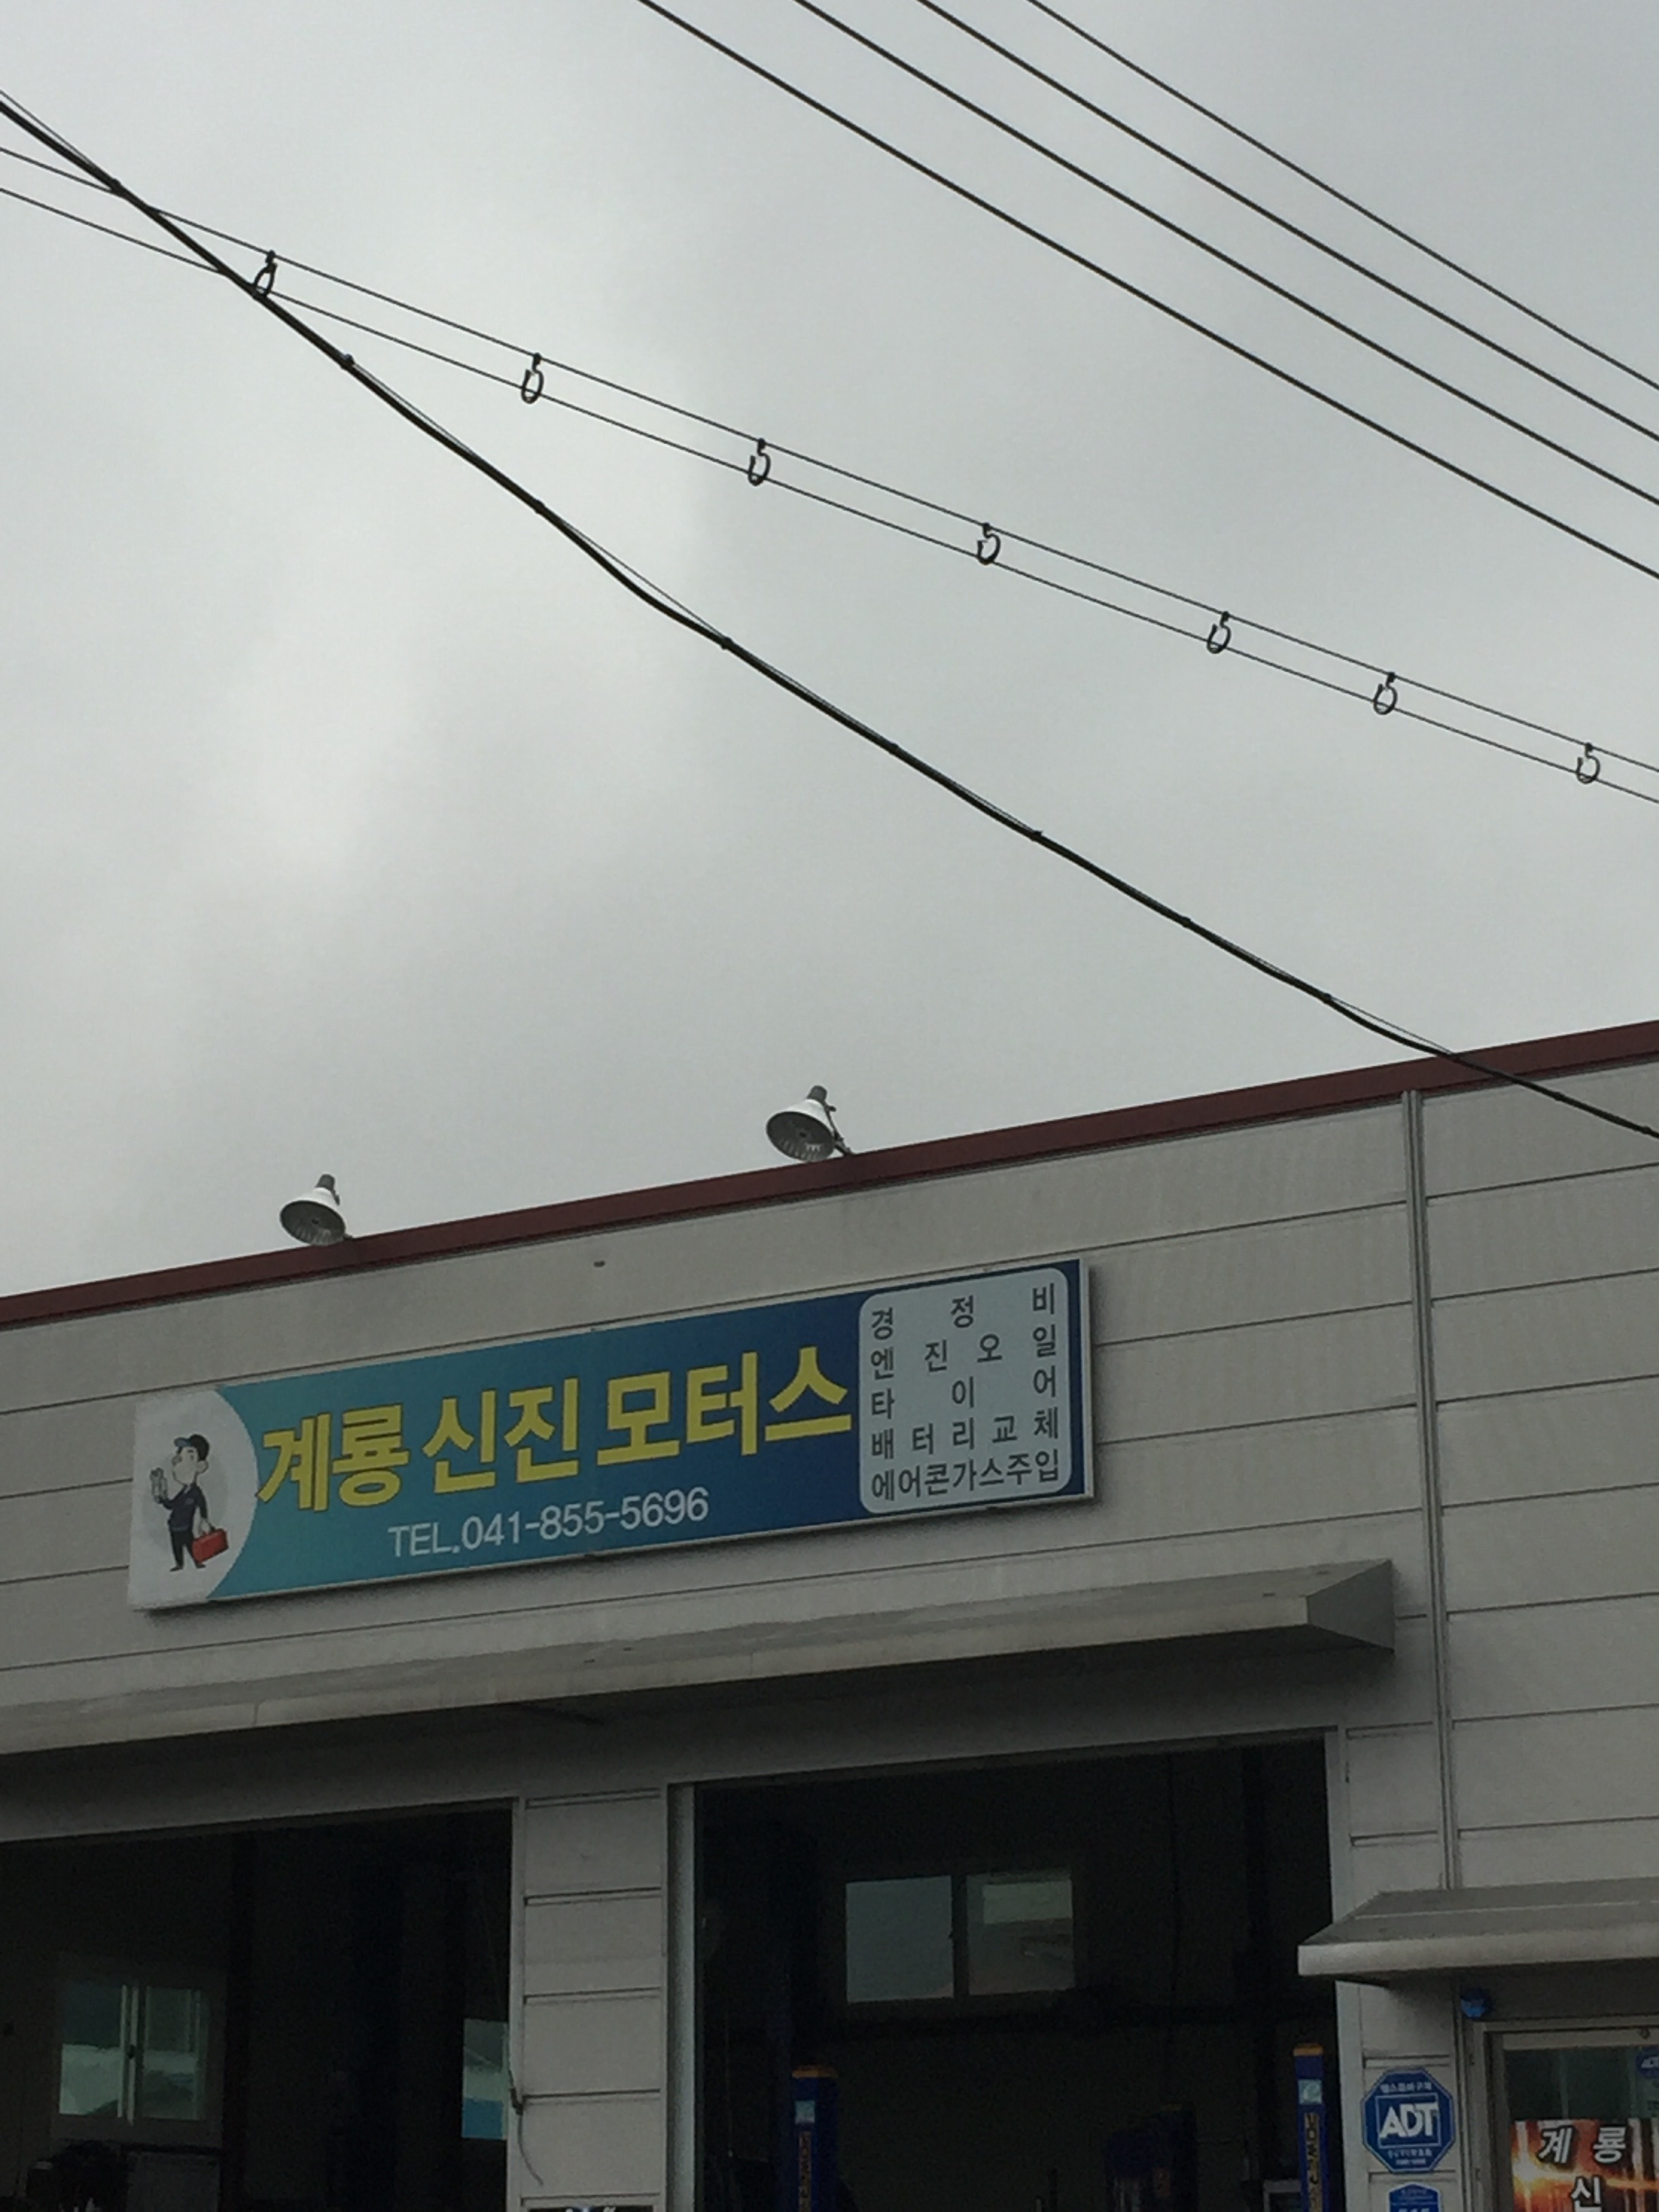 계룡 신진 모터스
TEL.041-855-5696
경 정 비
엔 진 오 일
타 이 어
배 터 리 교 체
에어콘가스주입
ADT
계 룡
신